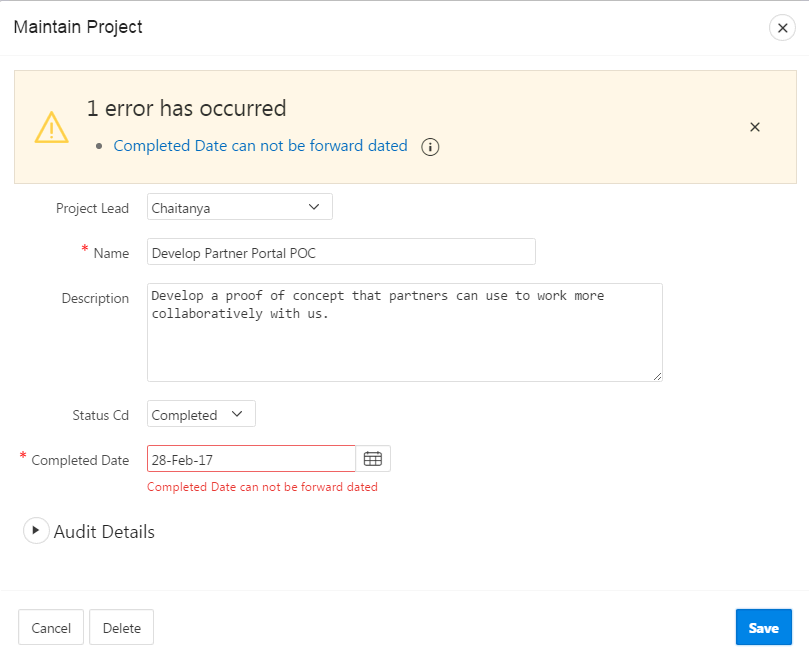 Maintain Project
1 error has occurred
• Completed Date can not be forward dated
Project Lead Chaitanya
* Name Develop Partner Portal POC
Description Develop a proof of concept that partners can use to work more
collaboratively with us.
Status Cd Completed
* Completed Date 28-Feb-17
Completed Date can not be forward dated
Audit Details
Cancel Delete Save